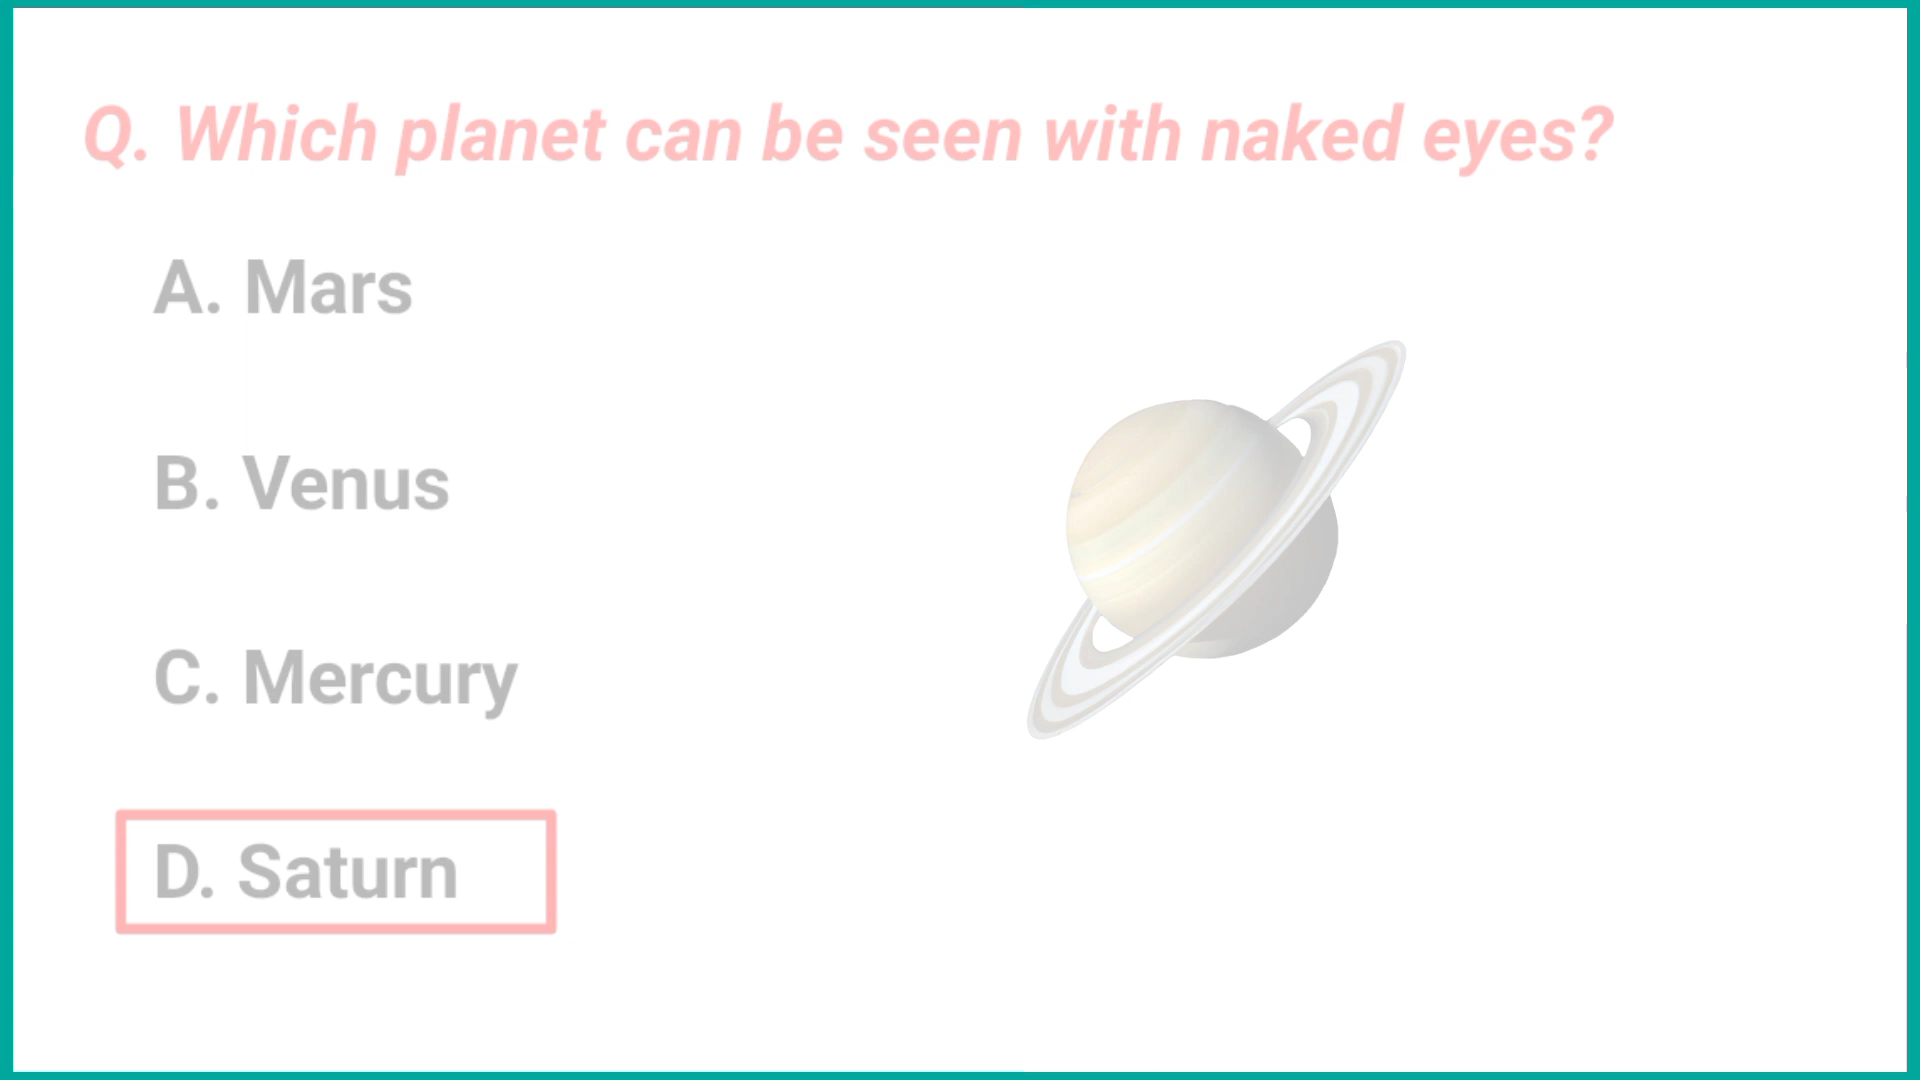 Q. Which planet can be seen with naked eyes?
A. Mars
B. Venus
C. Mercury
D. Saturn